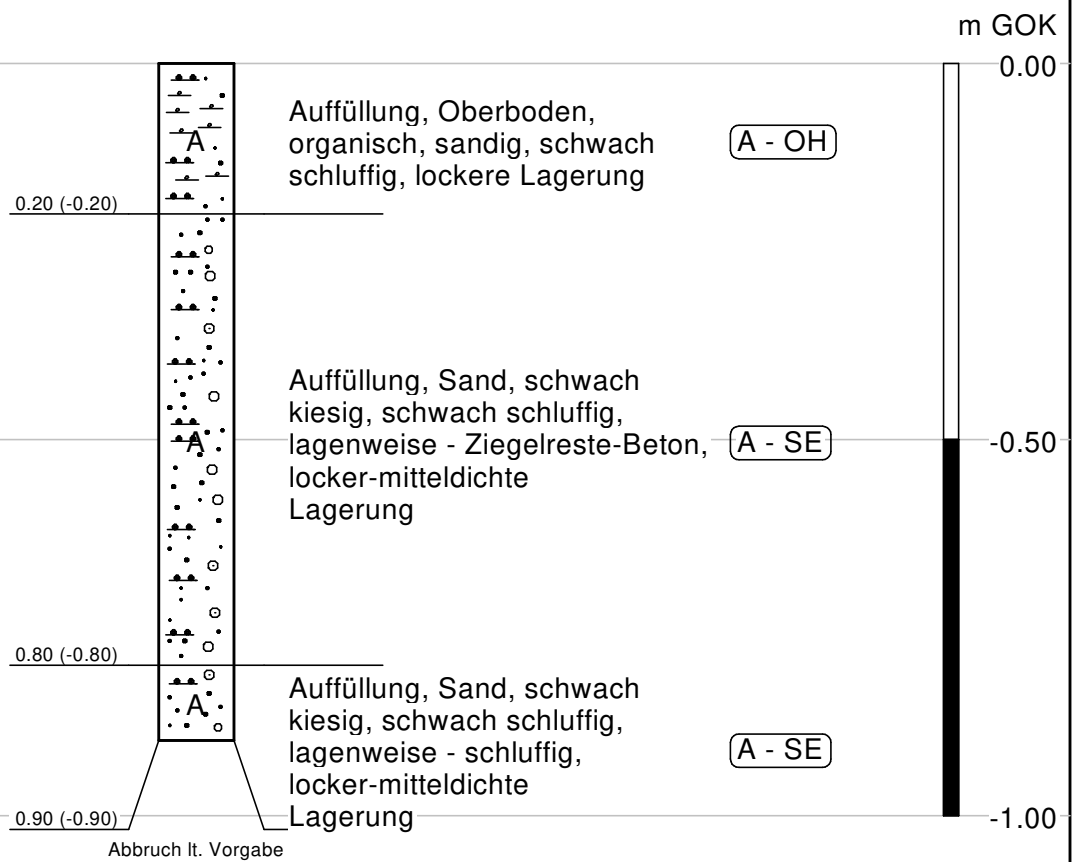 m GOK
0.00
Auffüllung, Oberboden,
organisch, sandig, schwach
schluffig, lockere Lagerung
A - OH
A
0.20 (-0.20)
Auffüllung, Sand, schwach
kiesig, schwach schluffig,
lagenweise - Ziegelreste-Beton,
locker-mitteldichte
Lagerung
A - SE
A
-0.50
0.80 (-0.80)
Auffüllung, Sand, schwach
kiesig, schwach schluffig,
lagenweise - schluffig,
locker-mitteldichte
Lagerung
A - SE
A
0.90 (-0.90)
-1.00
Abbruch lt. Vorgabe